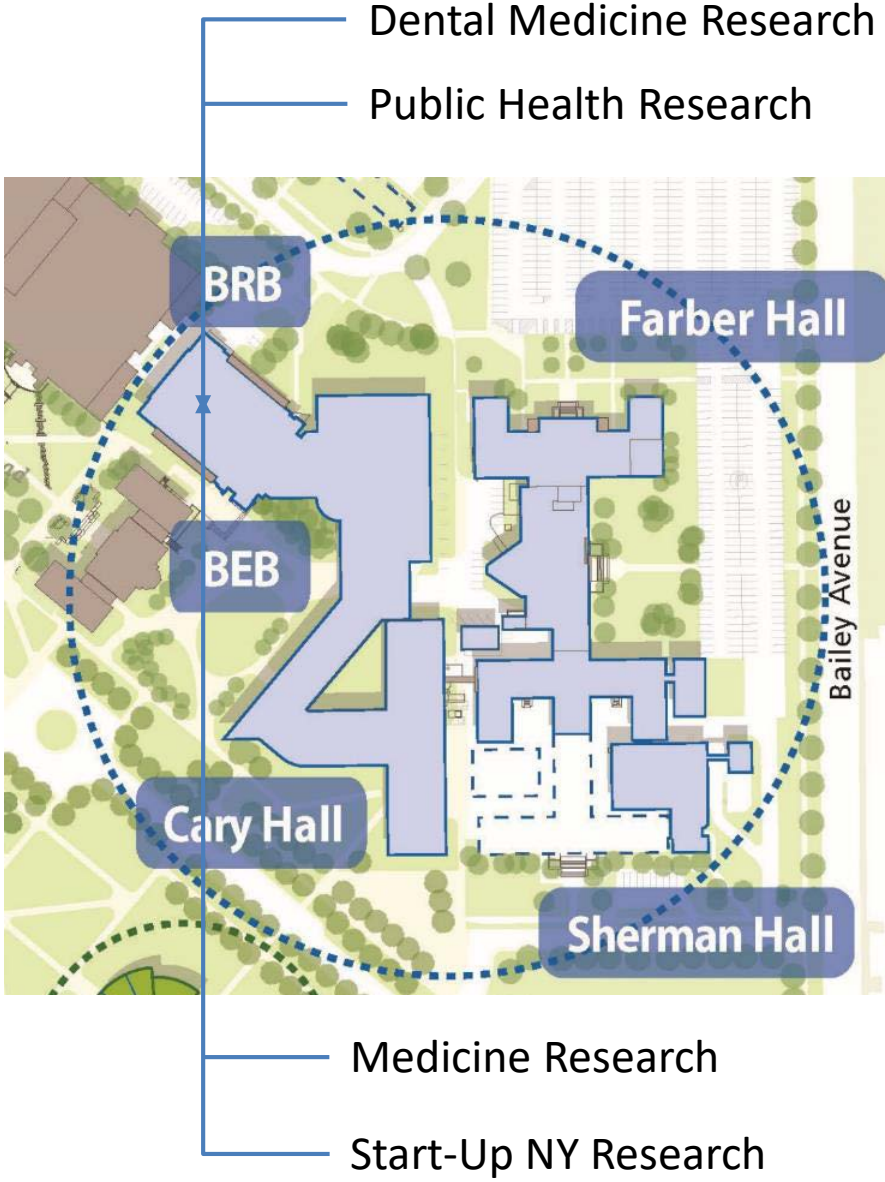 Dental Medicine Research
Public Health Research
BRB
Farber Hall
BEB
Bailey Avenue
Cary Hall
Sherman Hall
Medicine Research
Start-Up NY Research